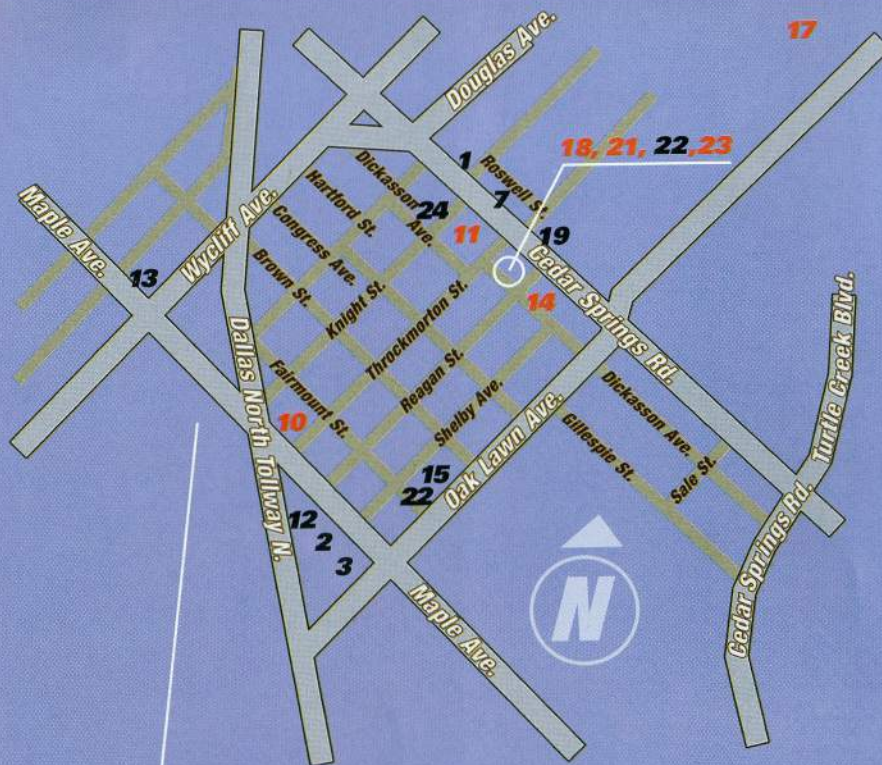 17
Douglas Ave.
18, 21, 22,23
1
Roswell St.
Dickasson Ave.
7
Hartford St.
24
Maple Ave.
Congress Ave.
11
19
Wycliff Ave.
Cedar Springs Rd.
13
Brown St.
Knight St.
Throckmorton St.
14
Turtle Creek Blvd.
Dallas North Tollway N.
Fairmount St.
Reagan St.
Shelby Ave.
Dickasson Ave.
10
Oak Lawn Ave.
Gillespie St.
Sale St.
15
22
12
2
3
N
Cedar Springs Rd.
Maple Ave.